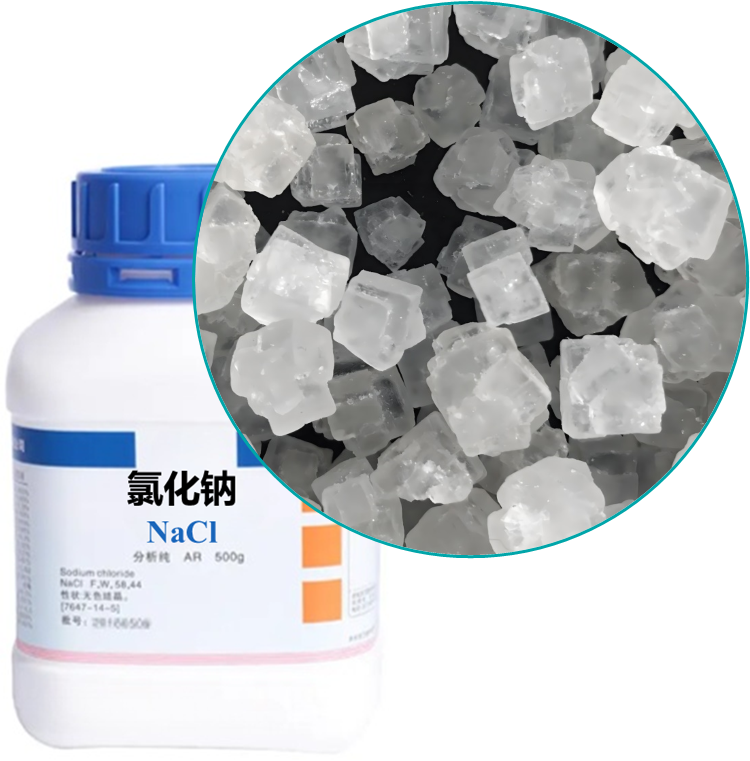 氯化钠
NaCl
分析纯 AR 500g
Sodium chloride
NaCl F,W,58,44
性状:无色结晶。
[7647-14-5]
批号: